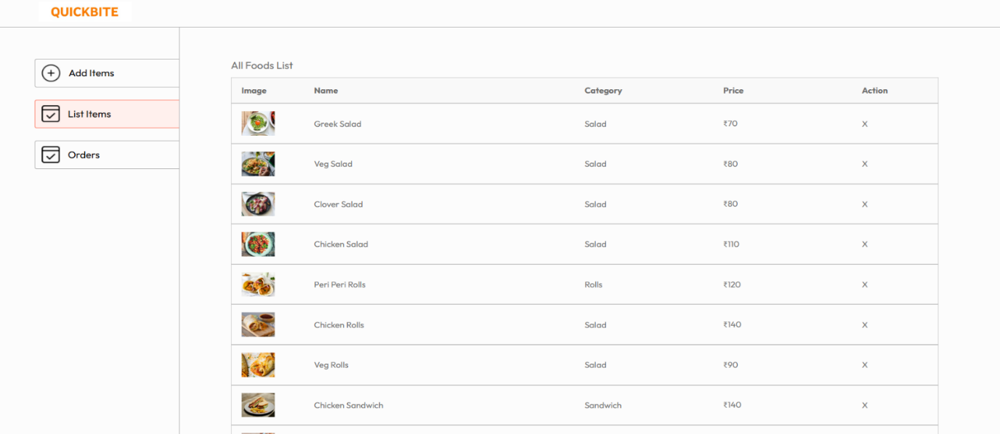 QUICKBITE
Add Items
List Items
Orders
All Foods List
Image Name Category Price Action
Greek Salad Salad ₹70 X
Veg Salad Salad ₹80 X
Clover Salad Salad ₹80 X
Chicken Salad Salad ₹110 X
Peri Peri Rolls Rolls ₹120 X
Chicken Rolls Salad ₹140 X
Veg Rolls Salad ₹90 X
Chicken Sandwich Sandwich ₹140 X